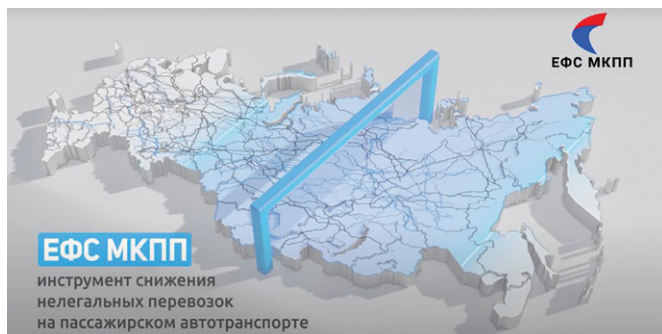 ЕФС МКПП
ЕФС МКПП
инструмент снижения
нелегальных перевозок
на пассажирском автотранспорте